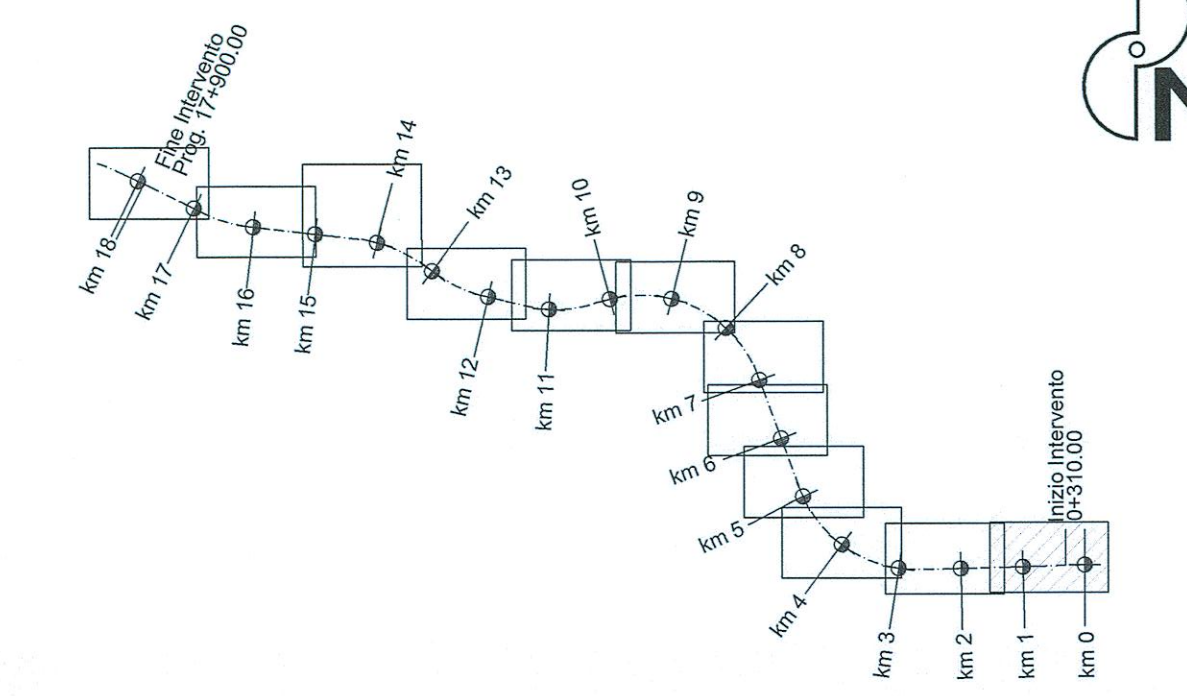 Fine Intervento
Prog. 17+900.00
km 18
km 17
km 16
km 15
km 14
km 13
km 12
km 11
km 10
km 9
km 8
km 7
km 6
km 5
km 4
km 3
km 2
km 1
km 0
Inizio Intervento
0+310.00